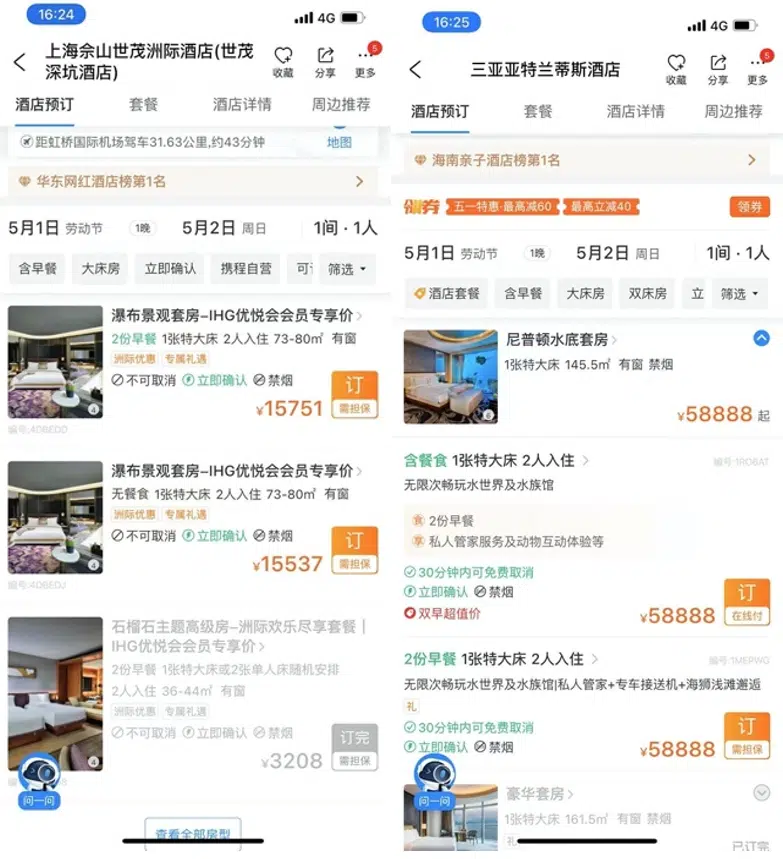 16:24
4G
上海佘山世茂洲际酒店(世茂
深坑酒店)
收藏
分享
5
更多
酒店预订
套餐
酒店详情
周边推荐
距虹桥国际机场驾车31.63公里,约43分钟
地图
华东网红酒店榜第1名
5月1日 劳动节
1晚
5月2日 周日
1间 · 1人
含早餐
大床房
立即确认
携程自营
筛选
瀑布景观套房–IHG优悦会会员专享价
2份早餐 1张特大床 2人入住 73-80㎡ 有窗
洲际优惠 专属礼遇
不可取消 立即确认 禁烟
4
¥15751
订
需担保
编号:4DBEDD
瀑布景观套房–IHG优悦会会员专享价
无餐食 1张特大床 2人入住 73-80㎡ 有窗
洲际优惠 专属礼遇
不可取消 立即确认 禁烟
4
¥15537
订
需担保
编号:4DBEDJ
石榴石主题高级房–洲际欢乐尽享套餐 |
IHG优悦会会员专享价
2份早餐 1张特大床或2张单人床随机安排
2人入住 36-44㎡ 有窗
洲际优惠 专属礼遇
不可取消 立即确认 禁烟
4
¥3208
订完
需担保
问一问
查看全部房型
16:25
4G
三亚亚特兰蒂斯酒店
收藏
分享
5
更多
酒店预订
套餐
酒店详情
周边推荐
海南亲子酒店榜第1名
领券
五一特惠·最高减60
最高立减40
领券
5月1日 劳动节
1晚
5月2日 周日
1间 · 1人
酒店套餐
含早餐
大床房
双床房
立
筛选
尼普顿水底套房
1张特大床 145.5㎡ 有窗 禁烟
6
¥58888 起
含餐食 1张特大床 2人入住
编号:1RO6AT
无限次畅玩水世界及水族馆
食 2份早餐
享 私人管家服务及动物互动体验等
30分钟内可免费取消
立即确认 禁烟
双早超值价
¥58888
订
在线付
2份早餐 1张特大床 2人入住
编号:1MEPWG
无限次畅玩水世界及水族馆|私人管家+专车接送机+海狮浅滩邂逅
礼
30分钟内可免费取消
立即确认 禁烟
¥58888
订
需担保
问一问
豪华套房
1张特大床 161.5㎡ 有窗 禁烟
礼
已订完